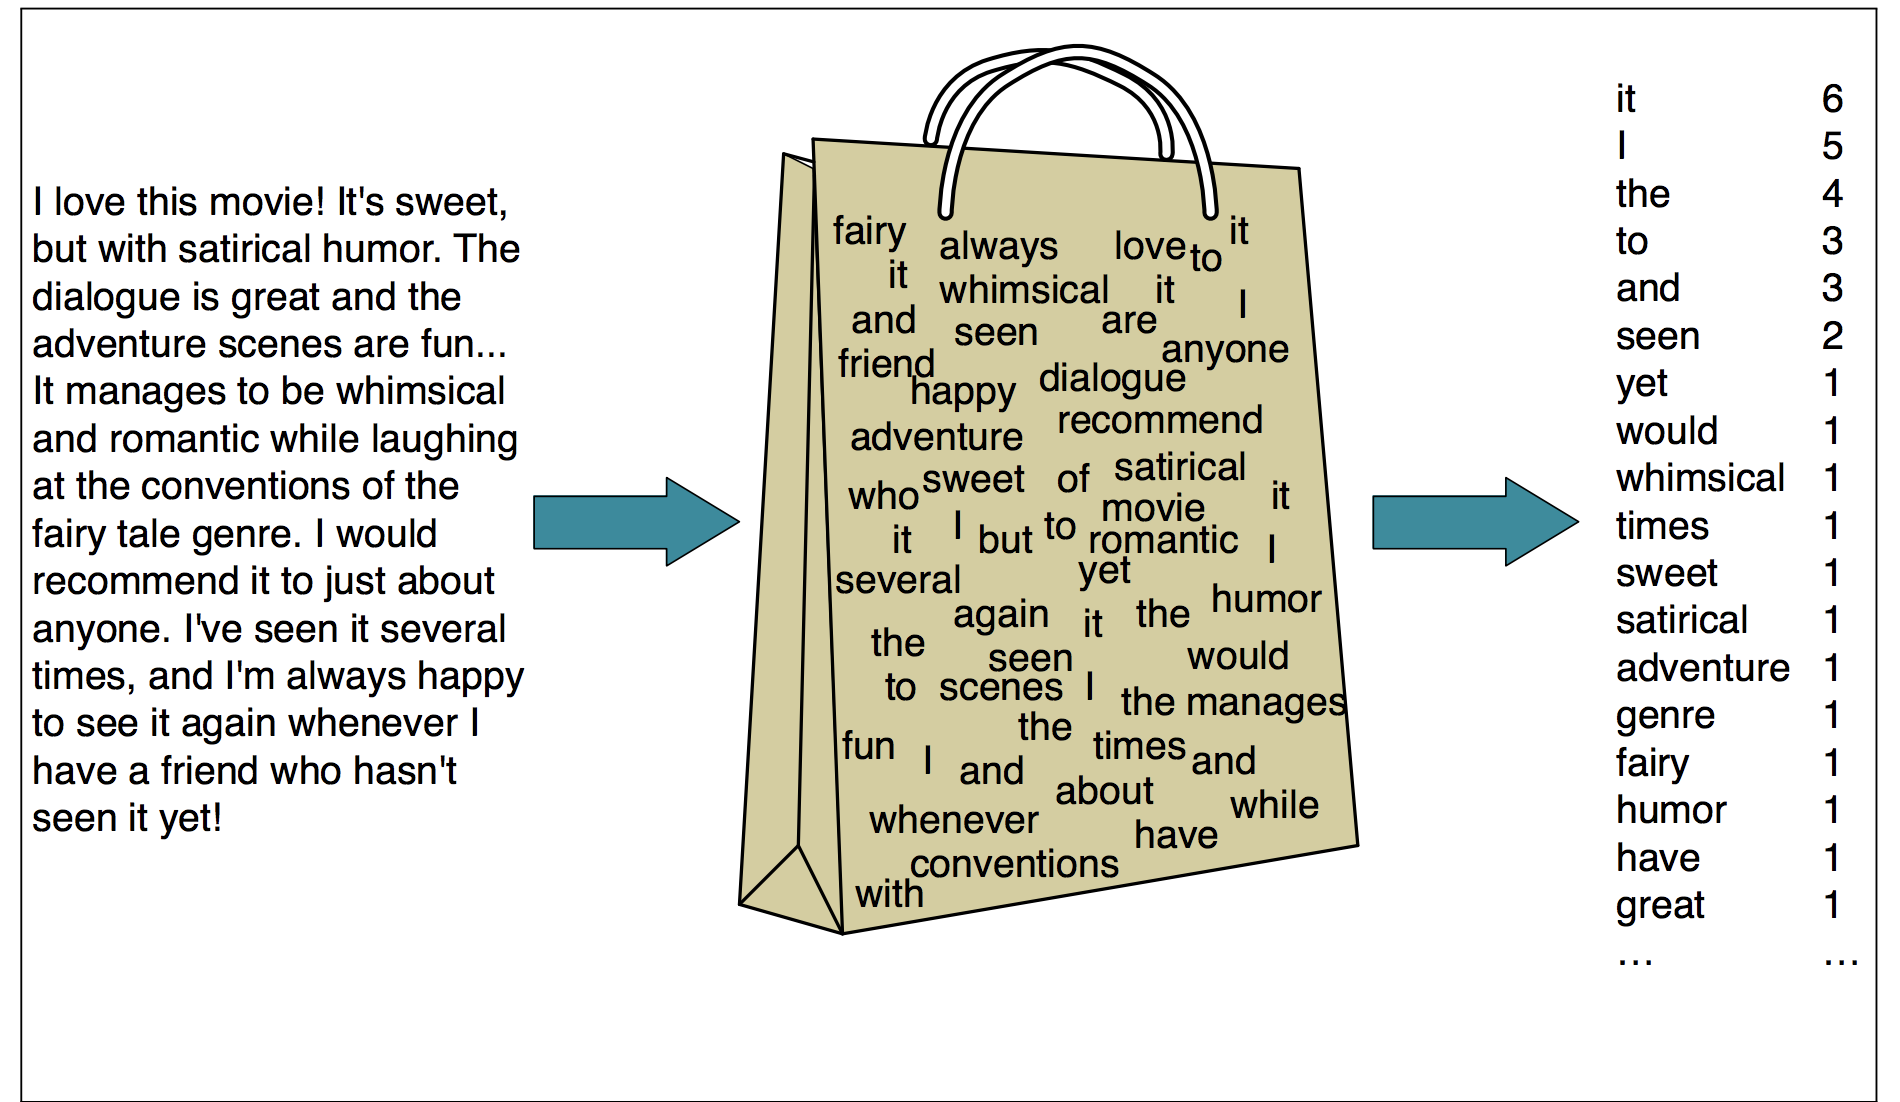 I love this movie! It's sweet,
but with satirical humor. The
dialogue is great and the
adventure scenes are fun...
It manages to be whimsical
and romantic while laughing
at the conventions of the
fairy tale genre. I would
recommend it to just about
anyone. I've seen it several
times, and I'm always happy
to see it again whenever I
have a friend who hasn't
seen it yet!
fairy always love to it
it whimsical it I
and seen are anyone
friend happy dialogue
adventure recommend
who sweet of satirical it
it I but to movie romantic I
several yet
again it the humor
the seen would
to scenes I the manages
fun I and the times and
about while
whenever have
conventions
with
it 6
I 5
the 4
to 3
and 3
seen 2
yet 1
would 1
whimsical 1
times 1
sweet 1
satirical 1
adventure 1
genre 1
fairy 1
humor 1
have 1
great 1
… …